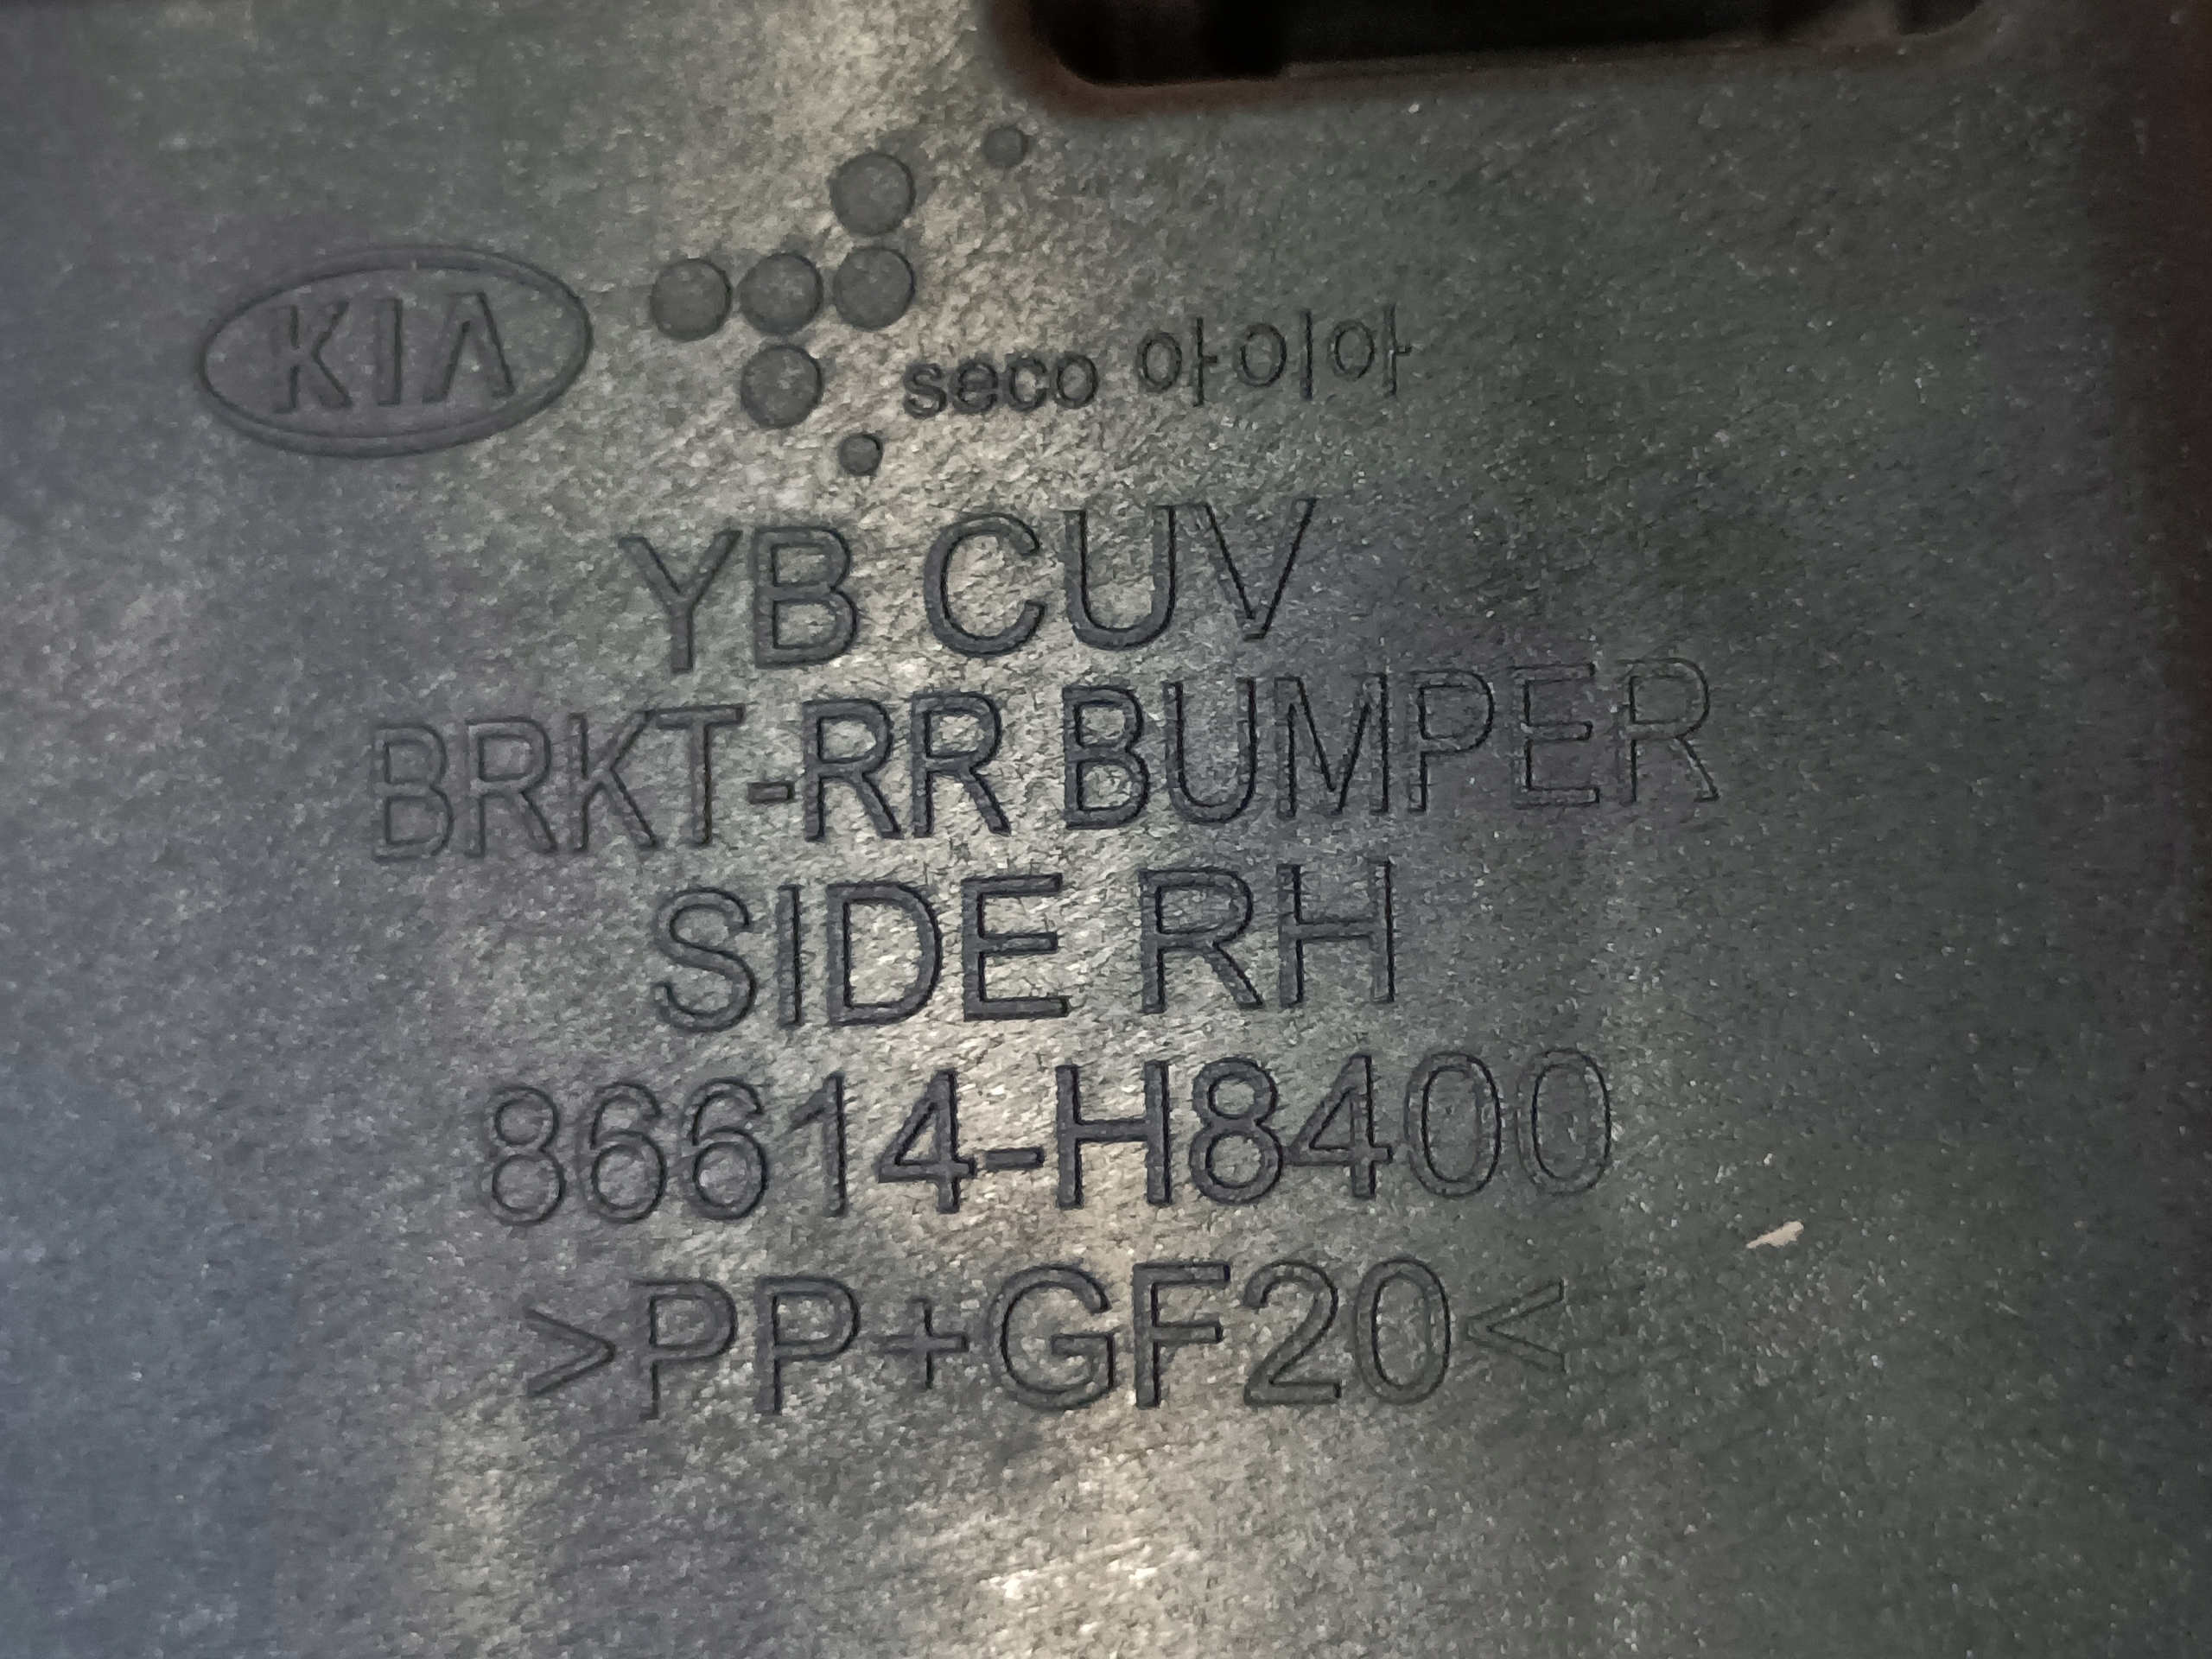 KIA seco 아이아
YB CUV
BRKT-RR BUMPER
SIDE RH
86614-H8400
>PP+GF20<